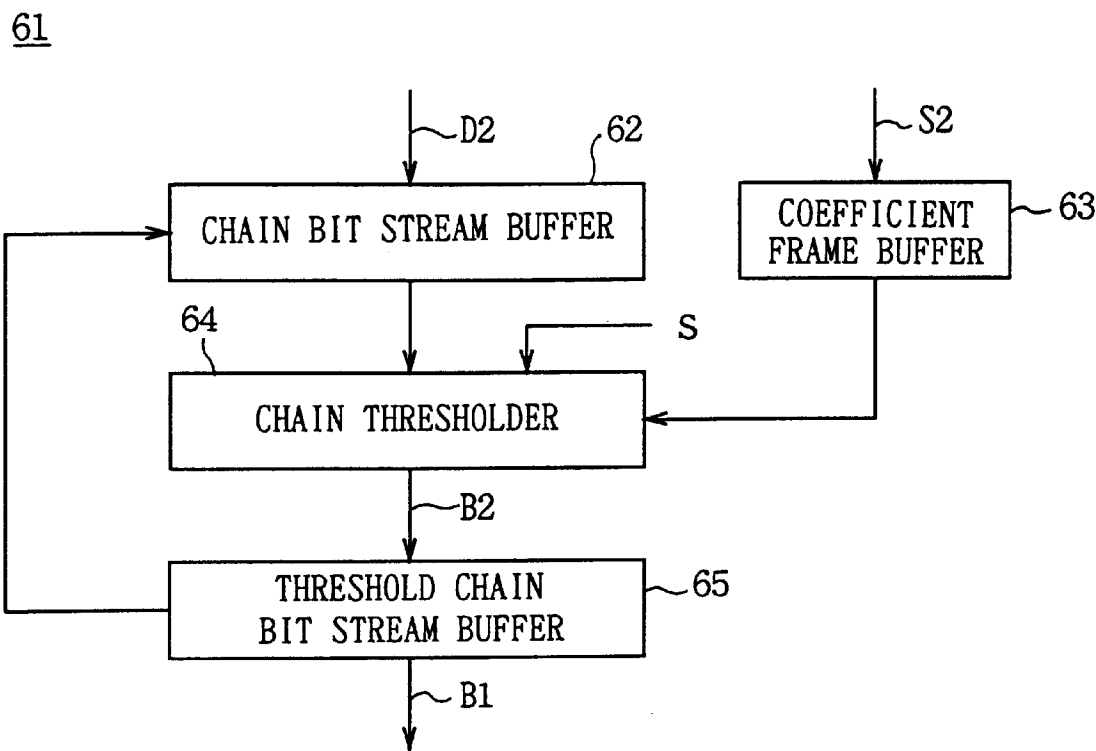 61
D2
62
S2
CHAIN BIT STREAM BUFFER
COEFFICIENT
FRAME BUFFER
63
64
S
CHAIN THRESHOLDER
B2
THRESHOLD CHAIN
BIT STREAM BUFFER
65
B1